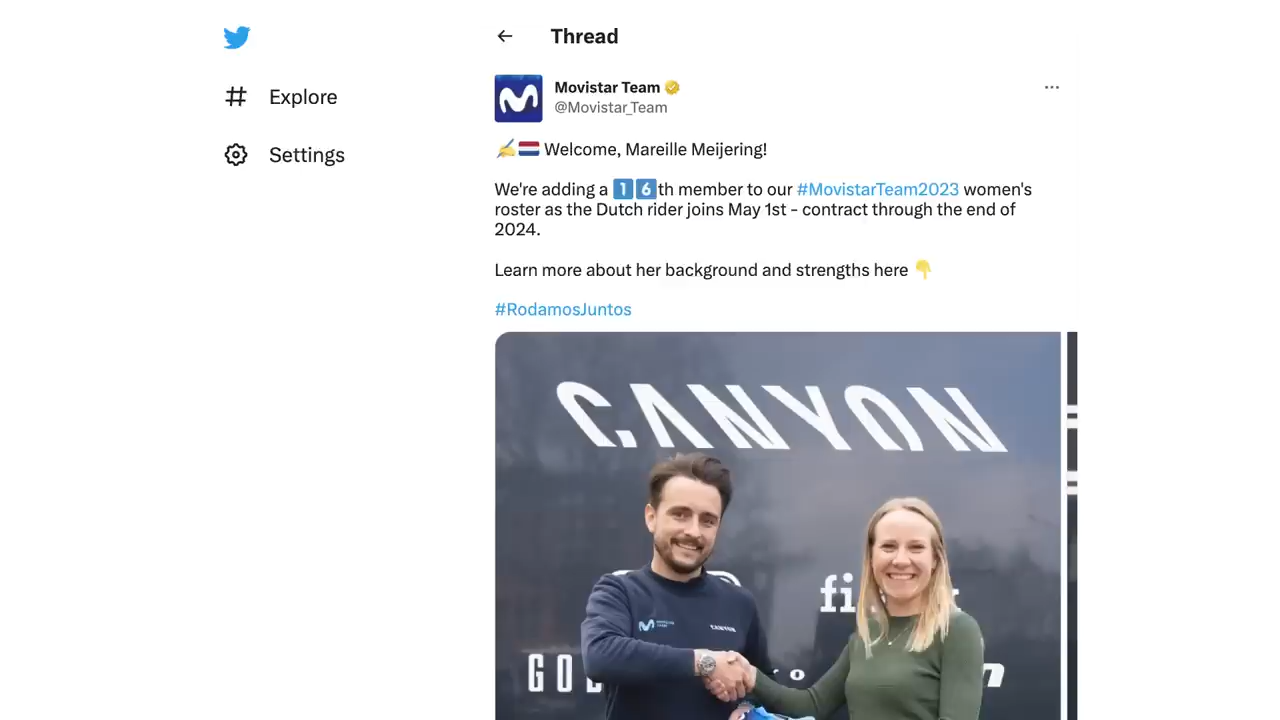 Thread
Explore
Settings
Movistar Team
@Movistar_Team
✍️🇳🇱 Welcome, Mareille Meijering!
We're adding a 1️⃣6️⃣th member to our #MovistarTeam2023 women's
roster as the Dutch rider joins May 1st - contract through the end of
2024.
Learn more about her background and strengths here 👇
#RodamosJuntos
CANYON
CANYON